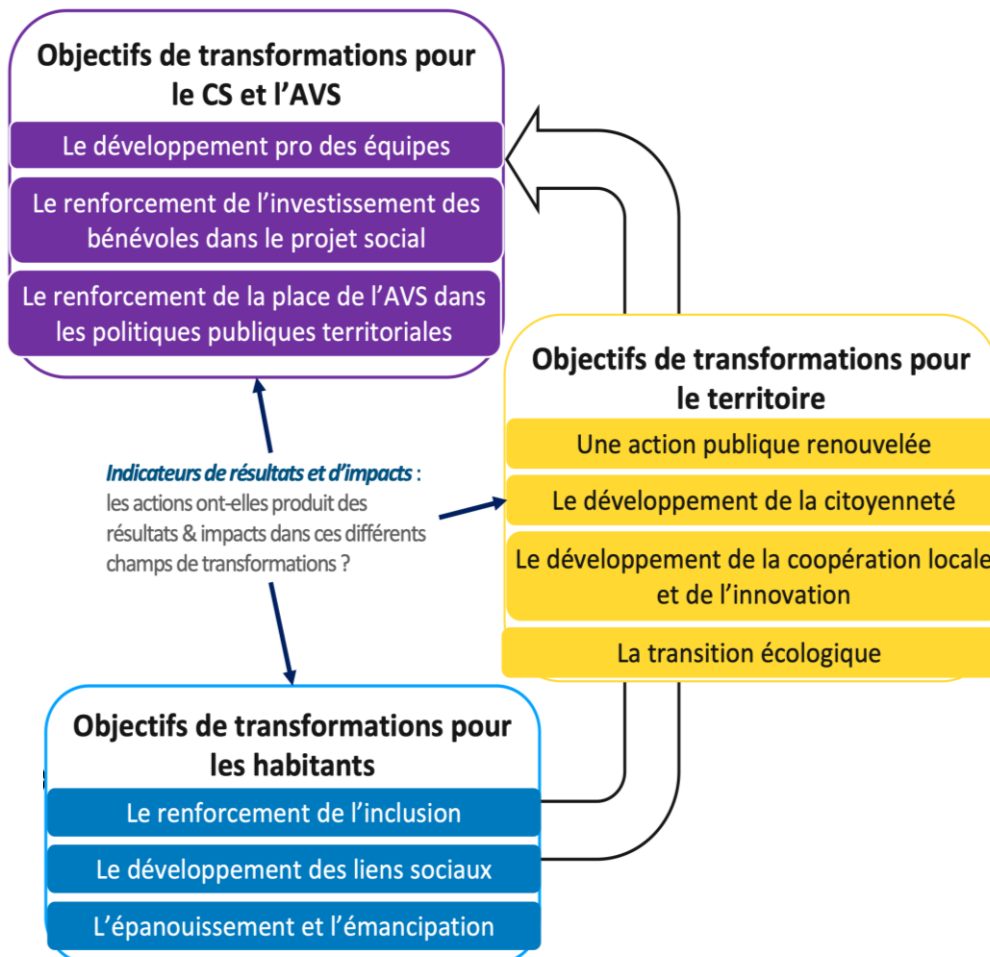 Objectifs de transformations pour
le CS et l’AVS
Le développement pro des équipes
Le renforcement de l’investissement des
bénévoles dans le projet social
Le renforcement de la place de l’AVS dans
les politiques publiques territoriales
Objectifs de transformations pour
le territoire
Une action publique renouvelée
Le développement de la citoyenneté
Le développement de la coopération locale
et de l’innovation
La transition écologique
Indicateurs de résultats et d’impacts :
les actions ont-elles produit des
résultats & impacts dans ces différents
champs de transformations ?
Objectifs de transformations pour
les habitants
Le renforcement de l’inclusion
Le développement des liens sociaux
L’épanouissement et l’émancipation